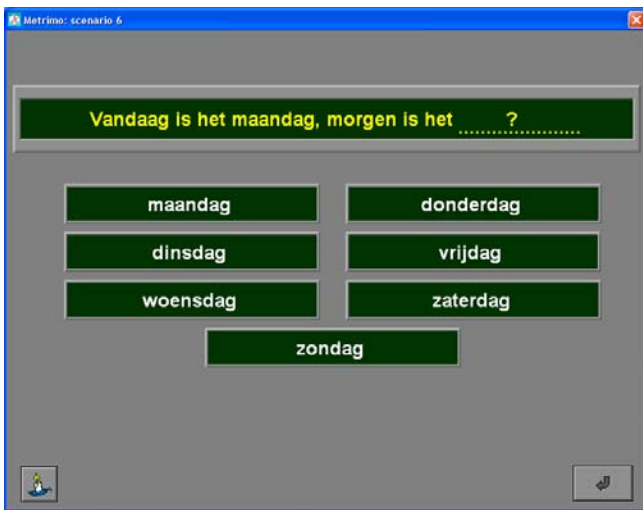 Metrimo: scenario 6
Vandaag is het maandag, morgen is het ......................?
maandag
donderdag
dinsdag
vrijdag
woensdag
zaterdag
zondag